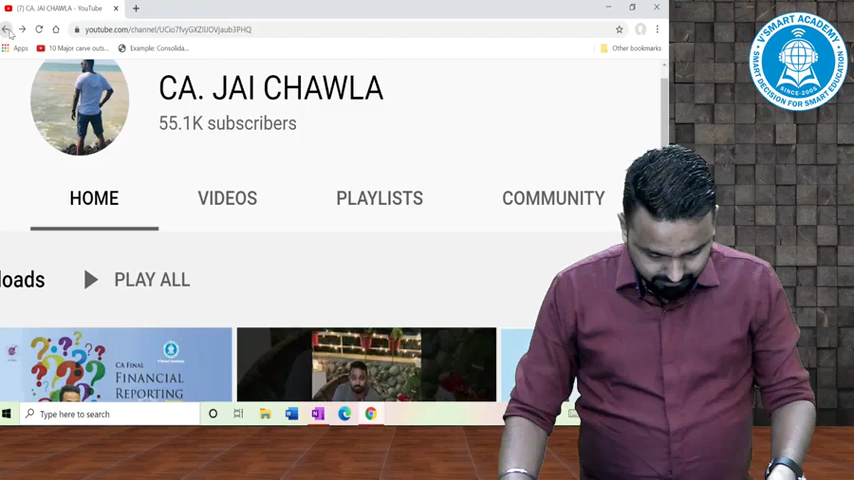 (7) CA. JAI CHAWLA - YouTube
youtube.com/channel/UCio7fvyGXZIUOVjaub3PHQ
Apps
10 Major carve outs...
Example: Consolida...
Other bookmarks
CA. JAI CHAWLA
55.1K subscribers
HOME
VIDEOS
PLAYLISTS
COMMUNITY
loads
PLAY ALL
CA FINAL
FINANCIAL
REPORTING
Type here to search
V'SMART ACADEMY
SINCE-2005
SMART DECISION FOR SMART EDUCATION